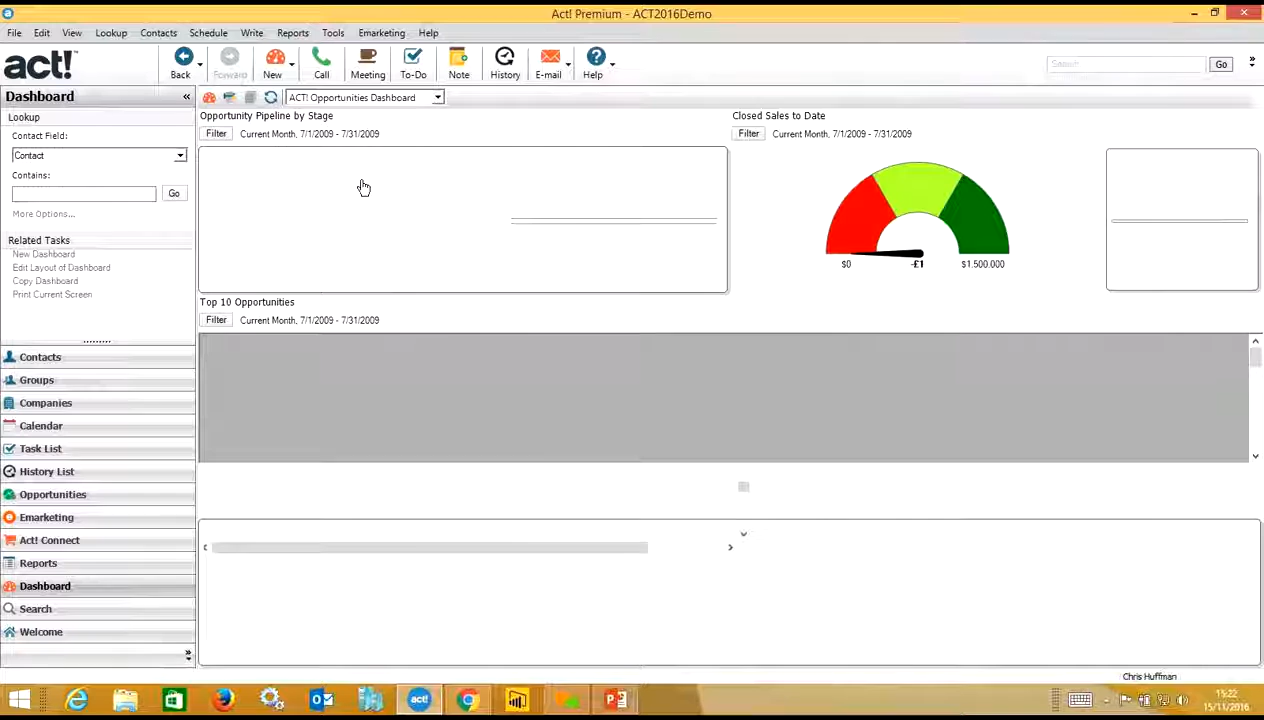 Act! Premium - ACT2016Demo
File Edit View Lookup Contacts Schedule Write Reports Tools Emarketing Help
act!
Back Forward New Call Meeting To-Do Note History E-mail Help
Search
Go
Dashboard
ACT! Opportunities Dashboard
Lookup
Contact Field:
Contact
Contains:
Go
More Options...
Related Tasks
New Dashboard
Edit Layout of Dashboard
Copy Dashboard
Print Current Screen
Contacts
Groups
Companies
Calendar
Task List
History List
Opportunities
Emarketing
Act! Connect
Reports
Dashboard
Search
Welcome
Opportunity Pipeline by Stage
Filter Current Month, 7/1/2009 - 7/31/2009
Closed Sales to Date
Filter Current Month, 7/1/2009 - 7/31/2009
$0 -£1 $1.500.000
Top 10 Opportunities
Filter Current Month, 7/1/2009 - 7/31/2009
Chris Huffman
act!
15:22
15/11/2016